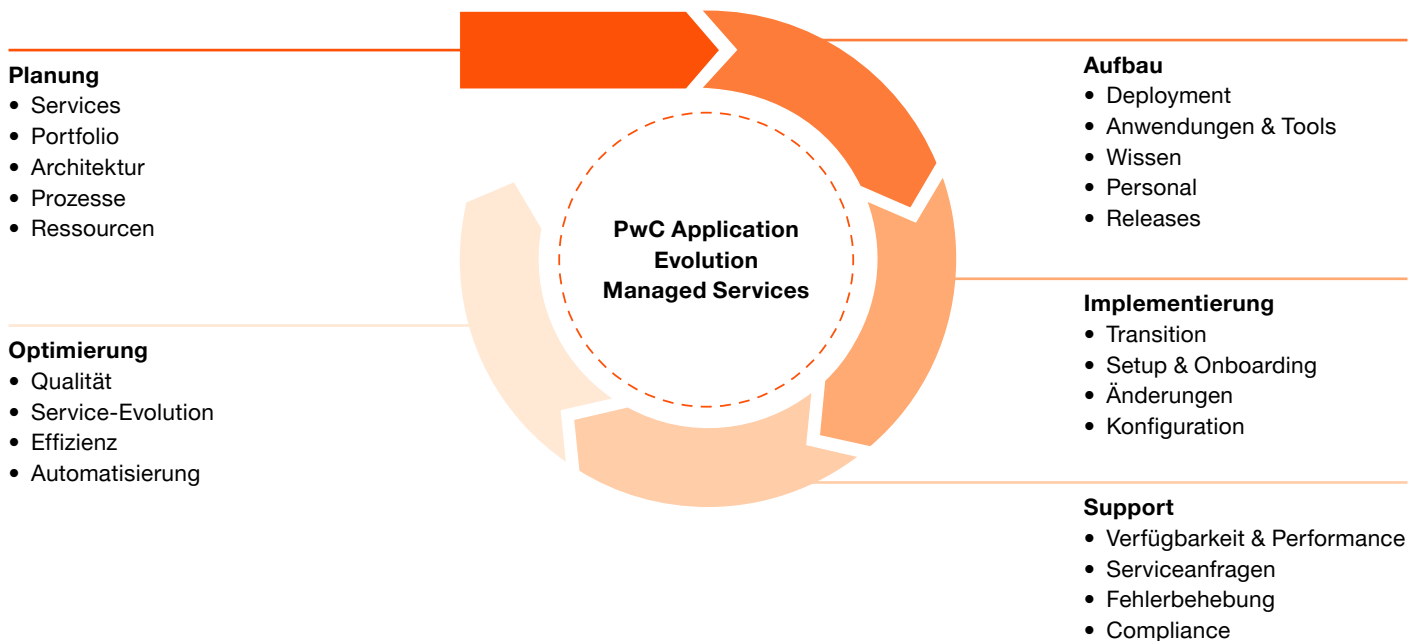 Planung
• Services
• Portfolio
• Architektur
• Prozesse
• Ressourcen
Aufbau
• Deployment
• Anwendungen & Tools
• Wissen
• Personal
• Releases
PwC Application
Evolution
Managed Services
Implementierung
• Transition
• Setup & Onboarding
• Änderungen
• Konfiguration
Optimierung
• Qualität
• Service-Evolution
• Effizienz
• Automatisierung
Support
• Verfügbarkeit & Performance
• Serviceanfragen
• Fehlerbehebung
• Compliance